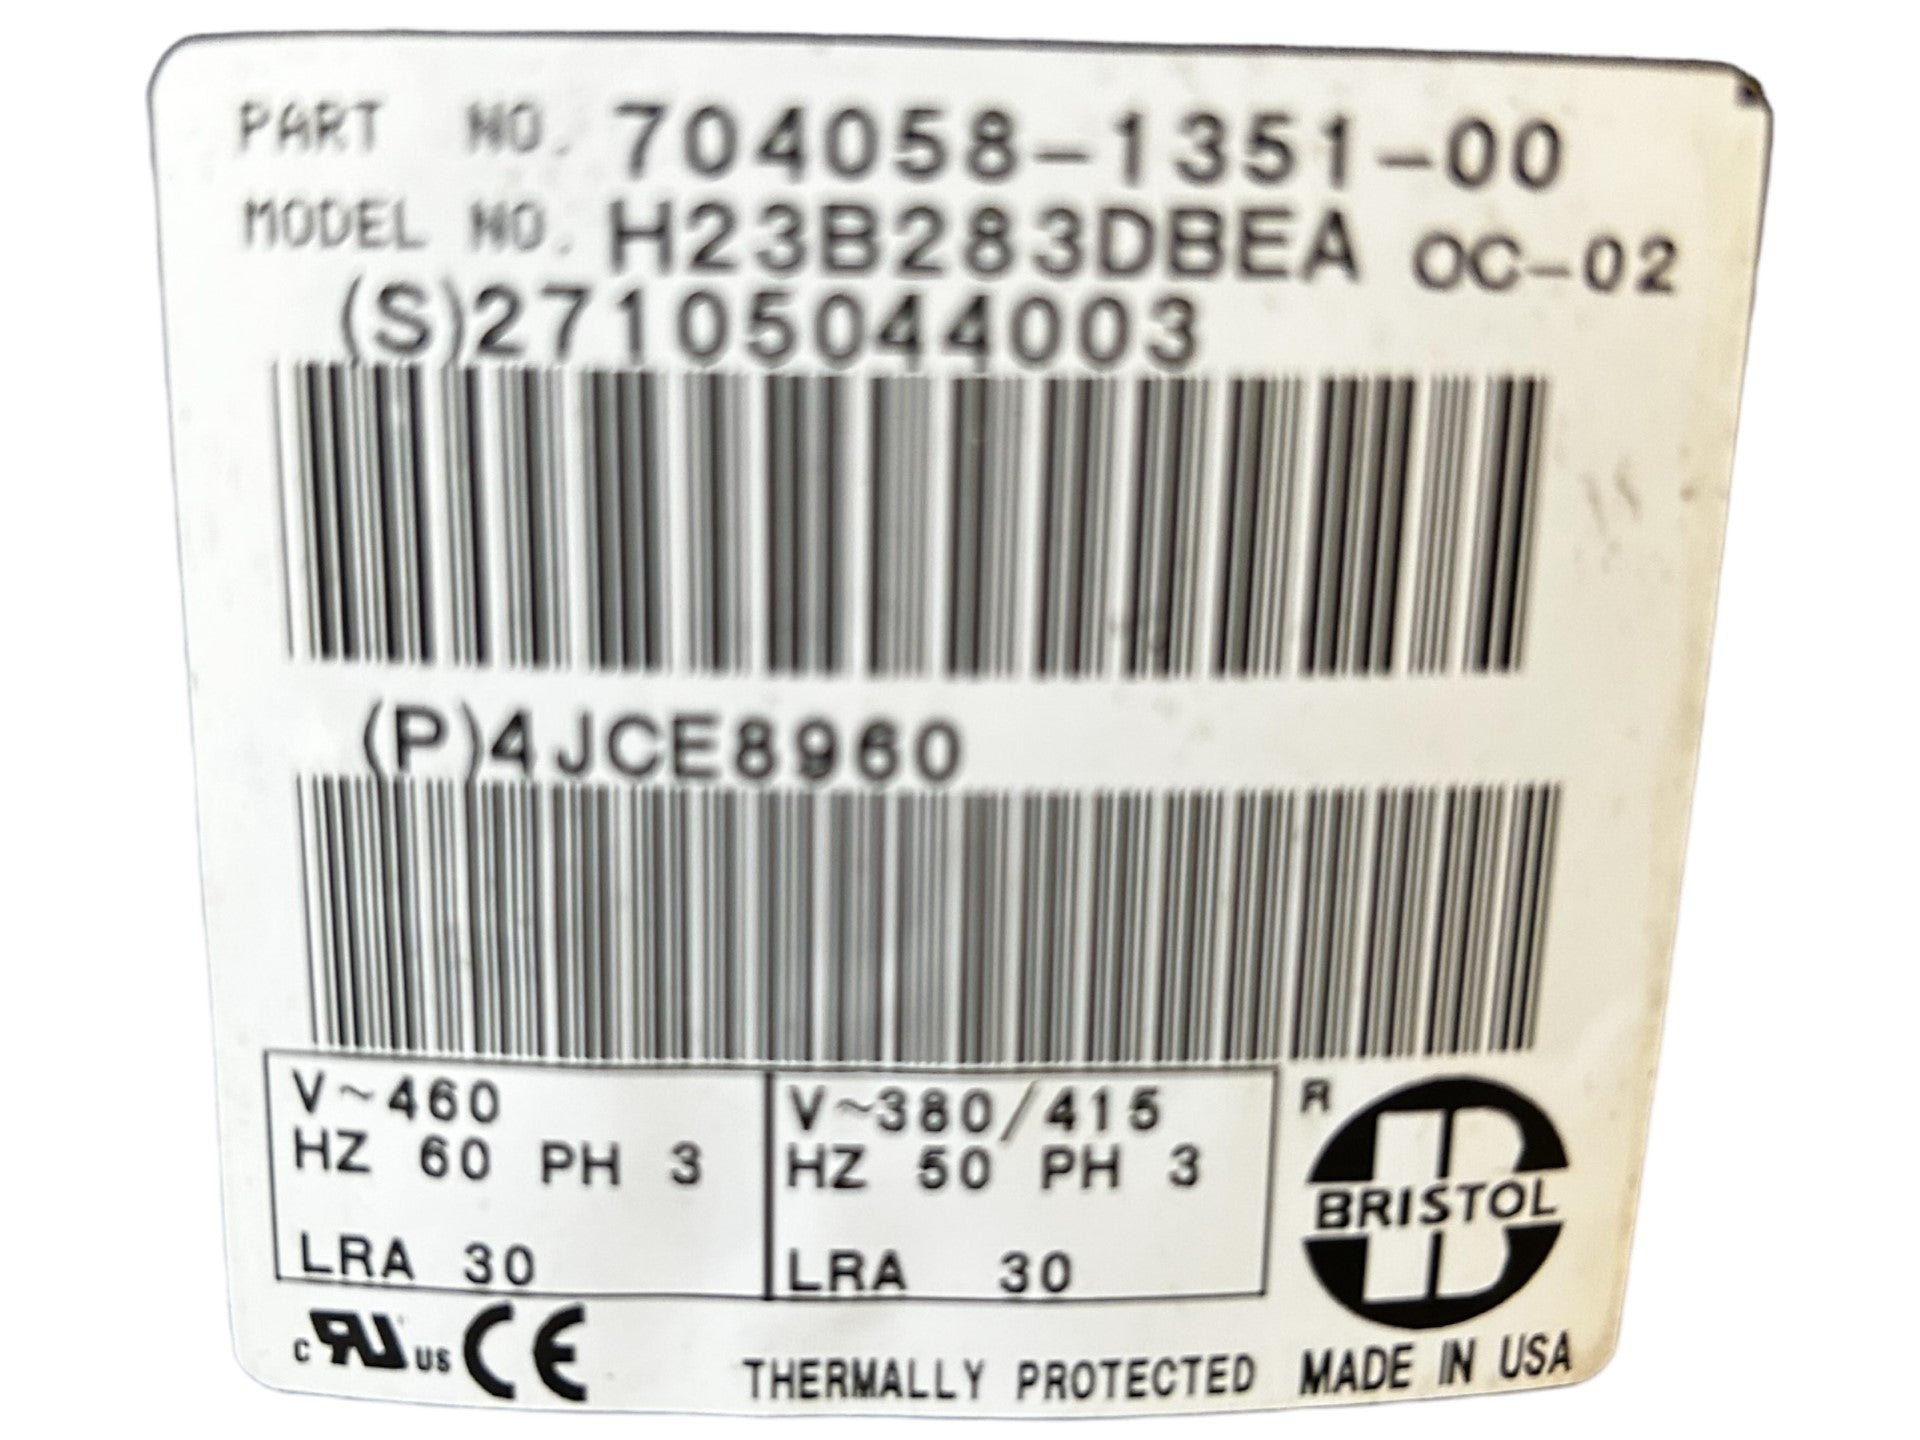 PART NO. 704058-1351-00
MODEL NO. H23B283DBEA OC-02
(S)27105044003
(P)4JCE8960
V~460
HZ 60 PH 3
LRA 30
V~380/415
HZ 50 PH 3
LRA 30
R
BRISTOL
c RU US CE
THERMALLY PROTECTED MADE IN USA